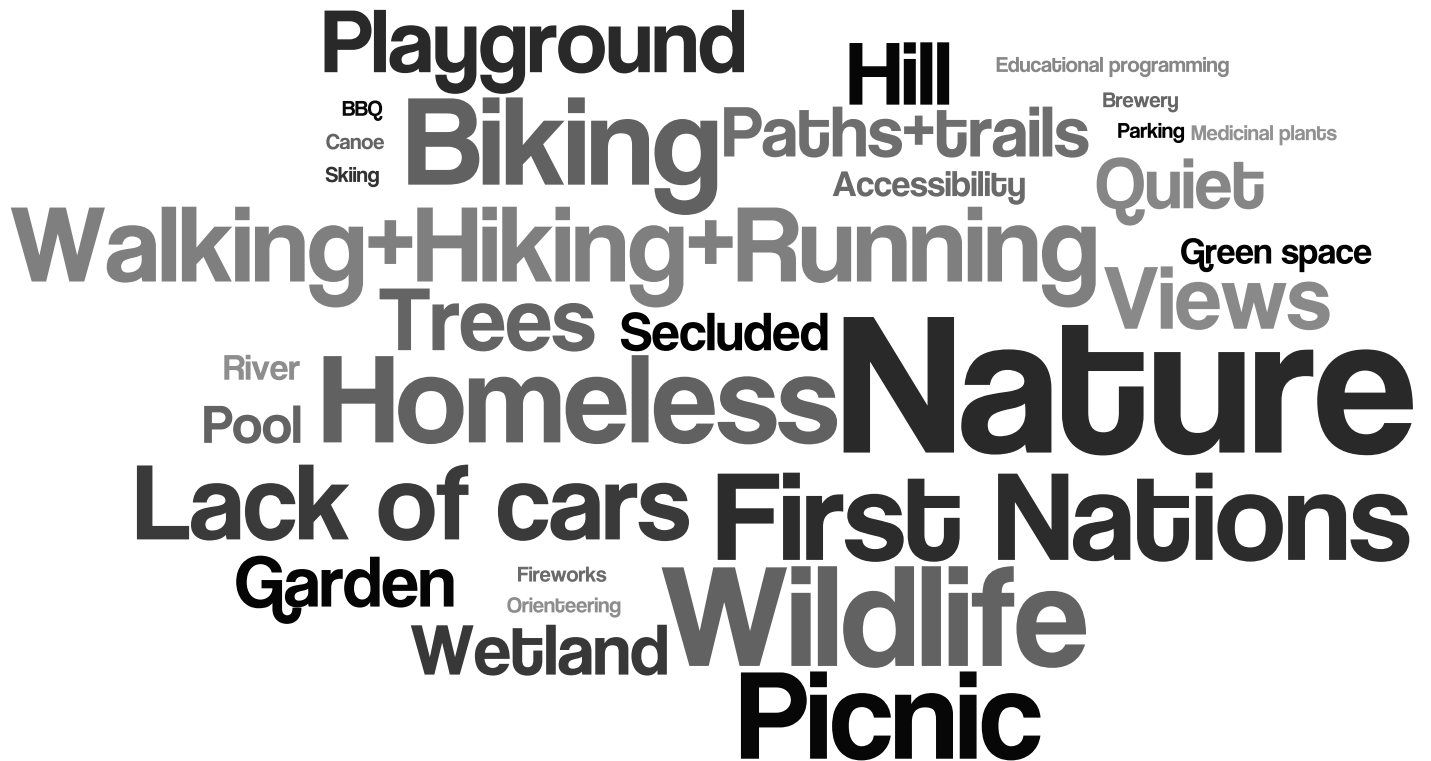 Playground
Hill
Educational programming
BBQ
Brewery
Biking
Paths+trails
Canoe
Parking
Medicinal plants
Skiing
Accessibility
Quiet
Walking+Hiking+Running
Green space
Views
Trees
Secluded
River
Homeless
Nature
Pool
Lack of cars
First Nations
Garden
Fireworks
Orienteering
Wildlife
Wetland
Picnic